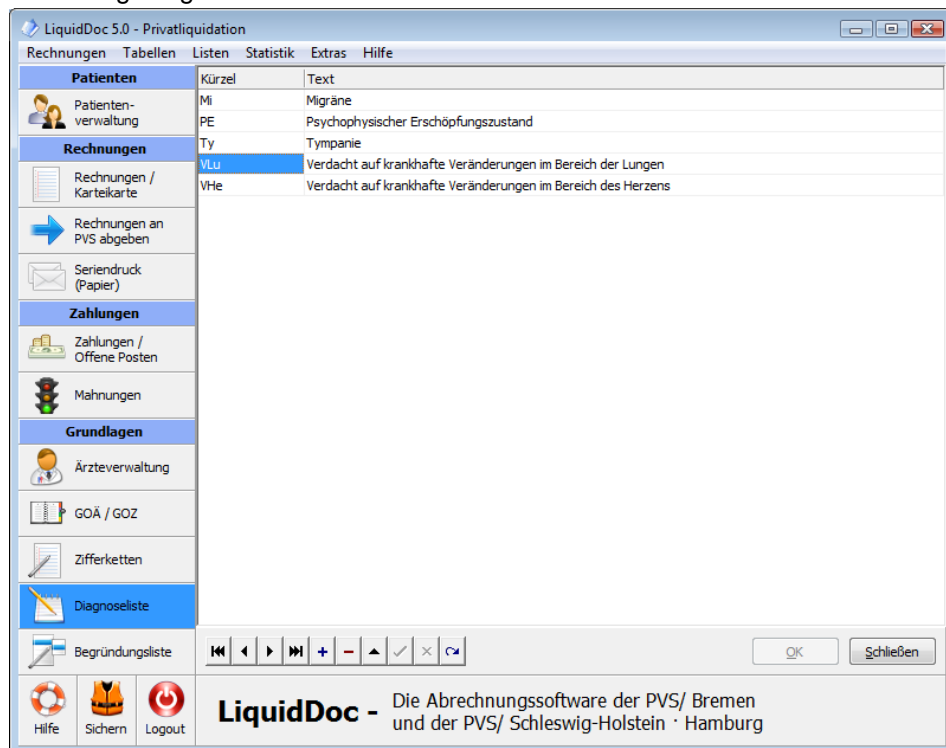 LiquidDoc 5.0 - Privatliquidation
Rechnungen Tabellen Listen Statistik Extras Hilfe
Patienten
Patienten-
verwaltung
Rechnungen
Rechnungen /
Karteikarte
Rechnungen an
PVS abgeben
Seriendruck
(Papier)
Zahlungen
Zahlungen /
Offene Posten
Mahnungen
Grundlagen
Ärzteverwaltung
GOÄ / GOZ
Zifferketten
Diagnoseliste
Begründungsliste
Hilfe Sichern Logout
Kürzel Text
Mi Migräne
PE Psychophysischer Erschöpfungszustand
Ty Tympanie
VLu Verdacht auf krankhafte Veränderungen im Bereich der Lungen
VHe Verdacht auf krankhafte Veränderungen im Bereich des Herzens
OK Schließen
LiquidDoc - Die Abrechnungssoftware der PVS/ Bremen
und der PVS/ Schleswig-Holstein · Hamburg